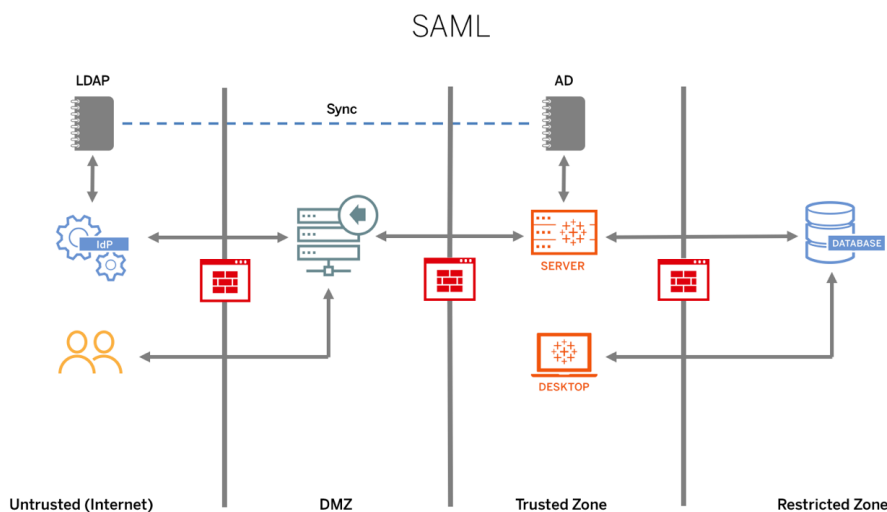 SAML
LDAP
AD
Sync
IdP
SERVER
DATABASE
DESKTOP
Untrusted (Internet)
DMZ
Trusted Zone
Restricted Zone